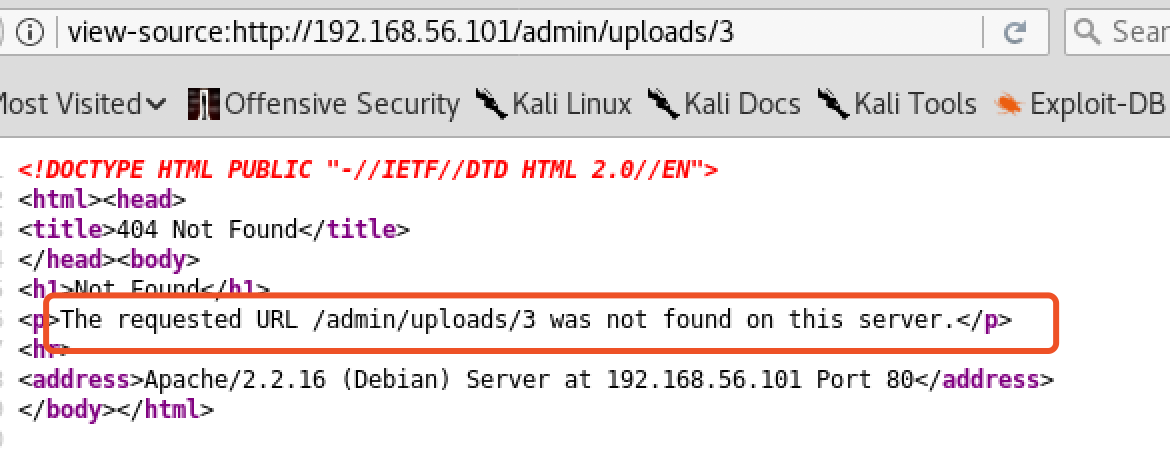 view-source:http://192.168.56.101/admin/uploads/3 Sear
Most Visited Offensive Security Kali Linux Kali Docs Kali Tools Exploit-DB
<!DOCTYPE HTML PUBLIC "-//IETF//DTD HTML 2.0//EN">
<html><head>
<title>404 Not Found</title>
</head><body>
<h1>Not Found</h1>
<p>The requested URL /admin/uploads/3 was not found on this server.</p>
<hr>
<address>Apache/2.2.16 (Debian) Server at 192.168.56.101 Port 80</address>
</body></html>